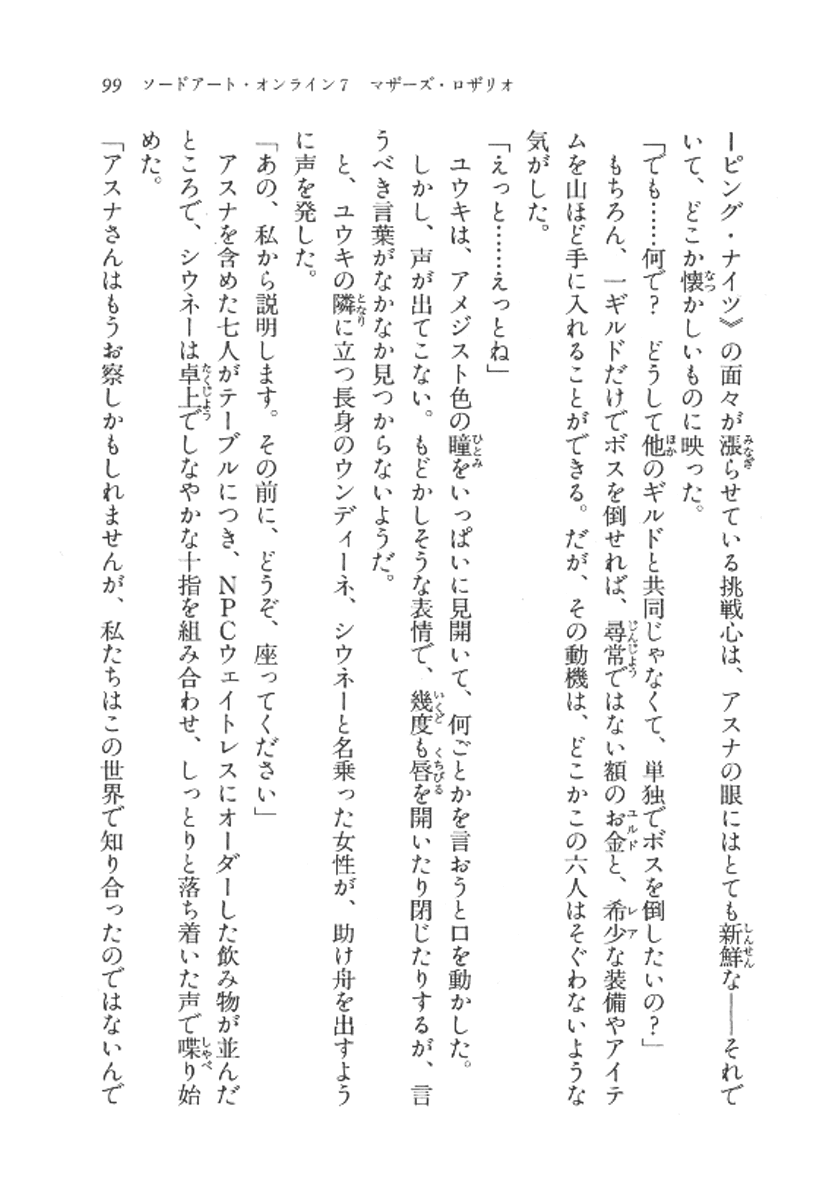 99 ソードアート・オンライン7 マザーズ・ロザリオ
ーピング・ナイツ》の面々が漲らせている挑戦心は、アスナの眼にはとても新鮮な――それで
いて、どこか懐かしいものに映った。
「でも……何で? どうして他のギルドと共同じゃなくて、単独でボスを倒したいの?」
もちろん、一ギルドだけでボスを倒せれば、尋常ではない額のお金と、希少な装備やアイテ
ムを山ほど手に入れることができる。だが、その動機は、どこかこの六人はそぐわないような
気がした。
「えっと……えっとね」
ユウキは、アメジスト色の瞳をいっぱいに見開いて、何ごとかを言おうと口を動かした。
しかし、声が出てこない。もどかしそうな表情で、幾度も唇を開いたり閉じたりするが、言
うべき言葉がなかなか見つからないようだ。
と、ユウキの隣に立つ長身のウンディーネ、シウネーと名乗った女性が、助け舟を出すよう
に声を発した。
「あの、私から説明します。その前に、どうぞ、座ってください」
アスナを含めた七人がテーブルにつき、NPCウェイトレスにオーダーした飲み物が並んだ
ところで、シウネーは卓上でしなやかな十指を組み合わせ、しっとりと落ち着いた声で喋り始
めた。
「アスナさんはもうお察しかもしれませんが、私たちはこの世界で知り合ったのではないんで